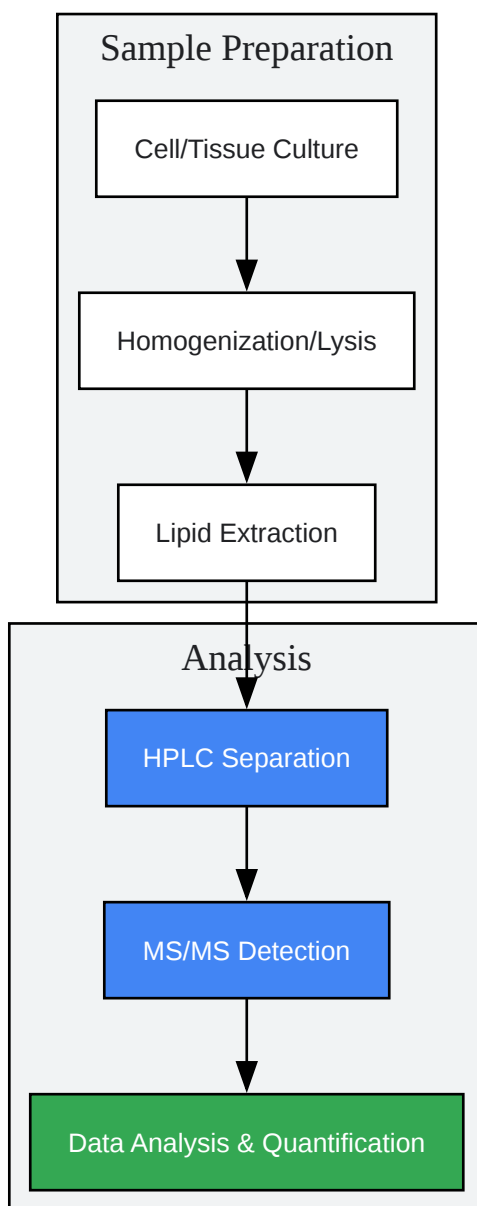 Sample Preparation
Cell/Tissue Culture
Homogenization/Lysis
Lipid Extraction
Analysis
HPLC Separation
MS/MS Detection
Data Analysis & Quantification